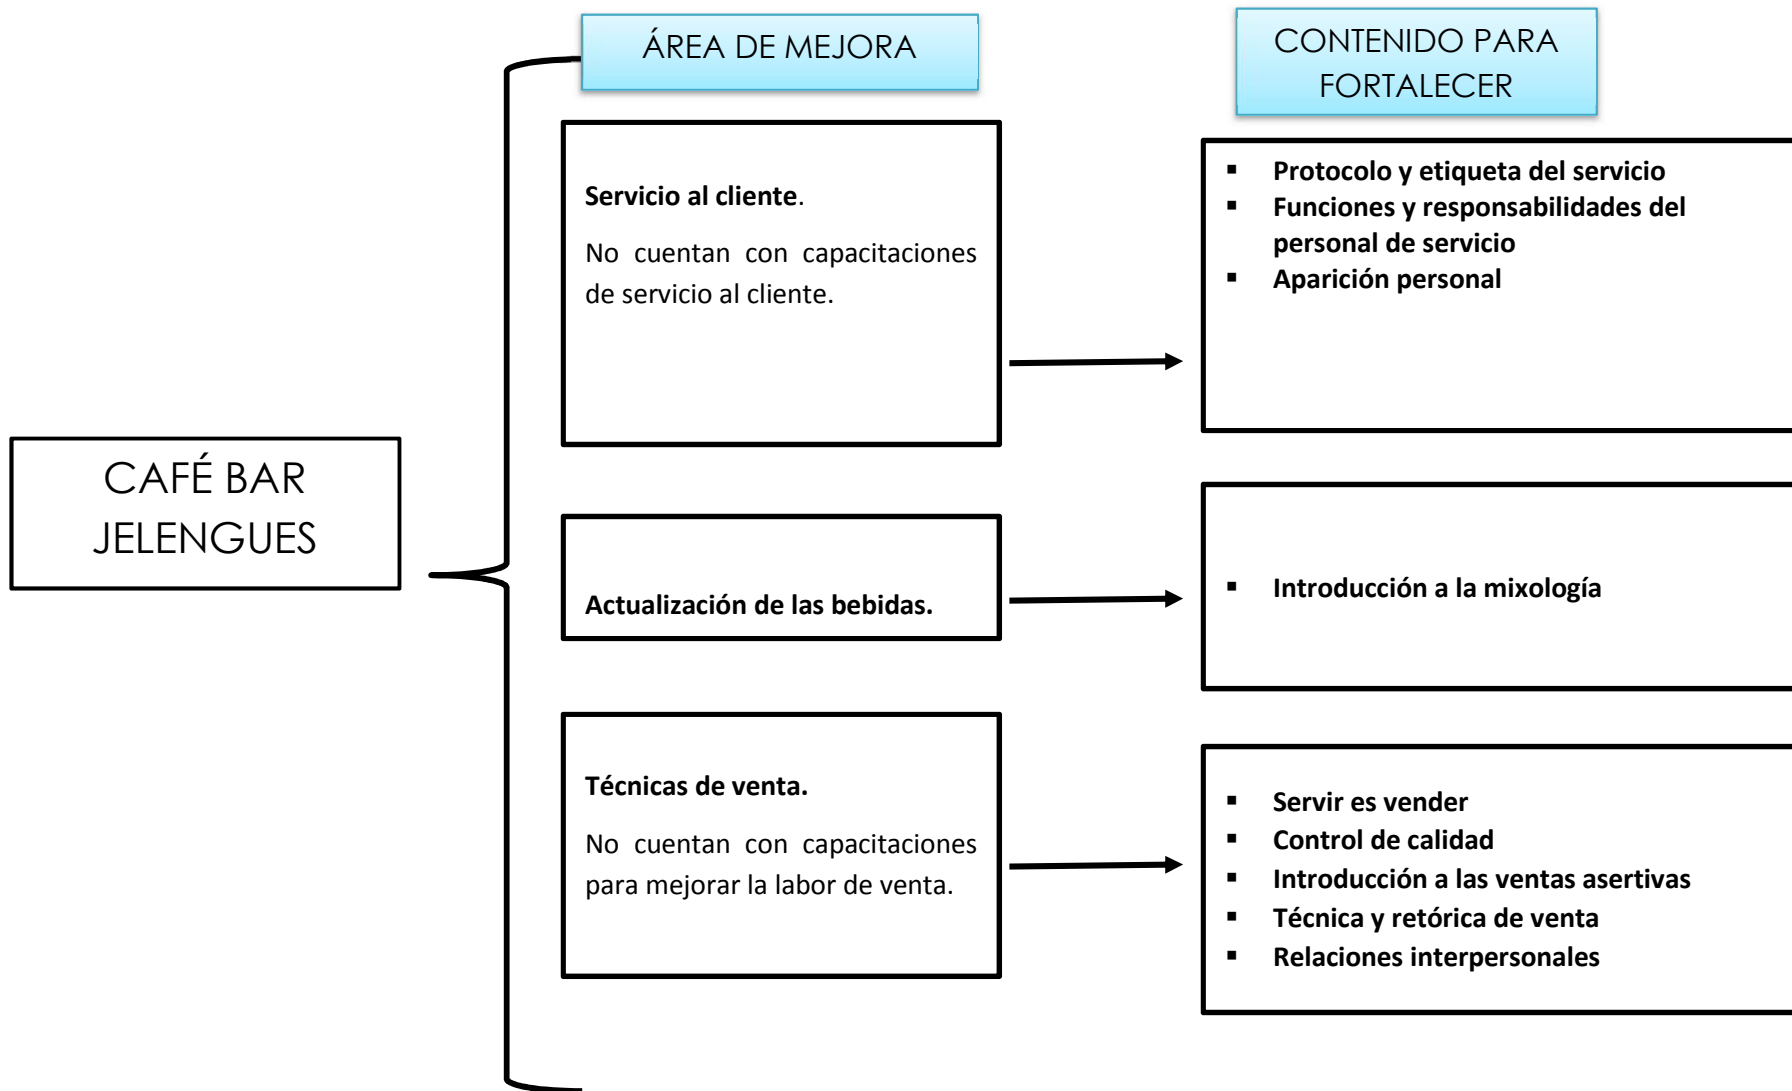 ÁREA DE MEJORA
CONTENIDO PARA
FORTALECER
CAFÉ BAR
JELENGUES
Servicio al cliente.
No cuentan con capacitaciones
de servicio al cliente.
▪ Protocolo y etiqueta del servicio
▪ Funciones y responsabilidades del
personal de servicio
▪ Aparición personal
Actualización de las bebidas.
▪ Introducción a la mixología
Técnicas de venta.
No cuentan con capacitaciones
para mejorar la labor de venta.
▪ Servir es vender
▪ Control de calidad
▪ Introducción a las ventas asertivas
▪ Técnica y retórica de venta
▪ Relaciones interpersonales